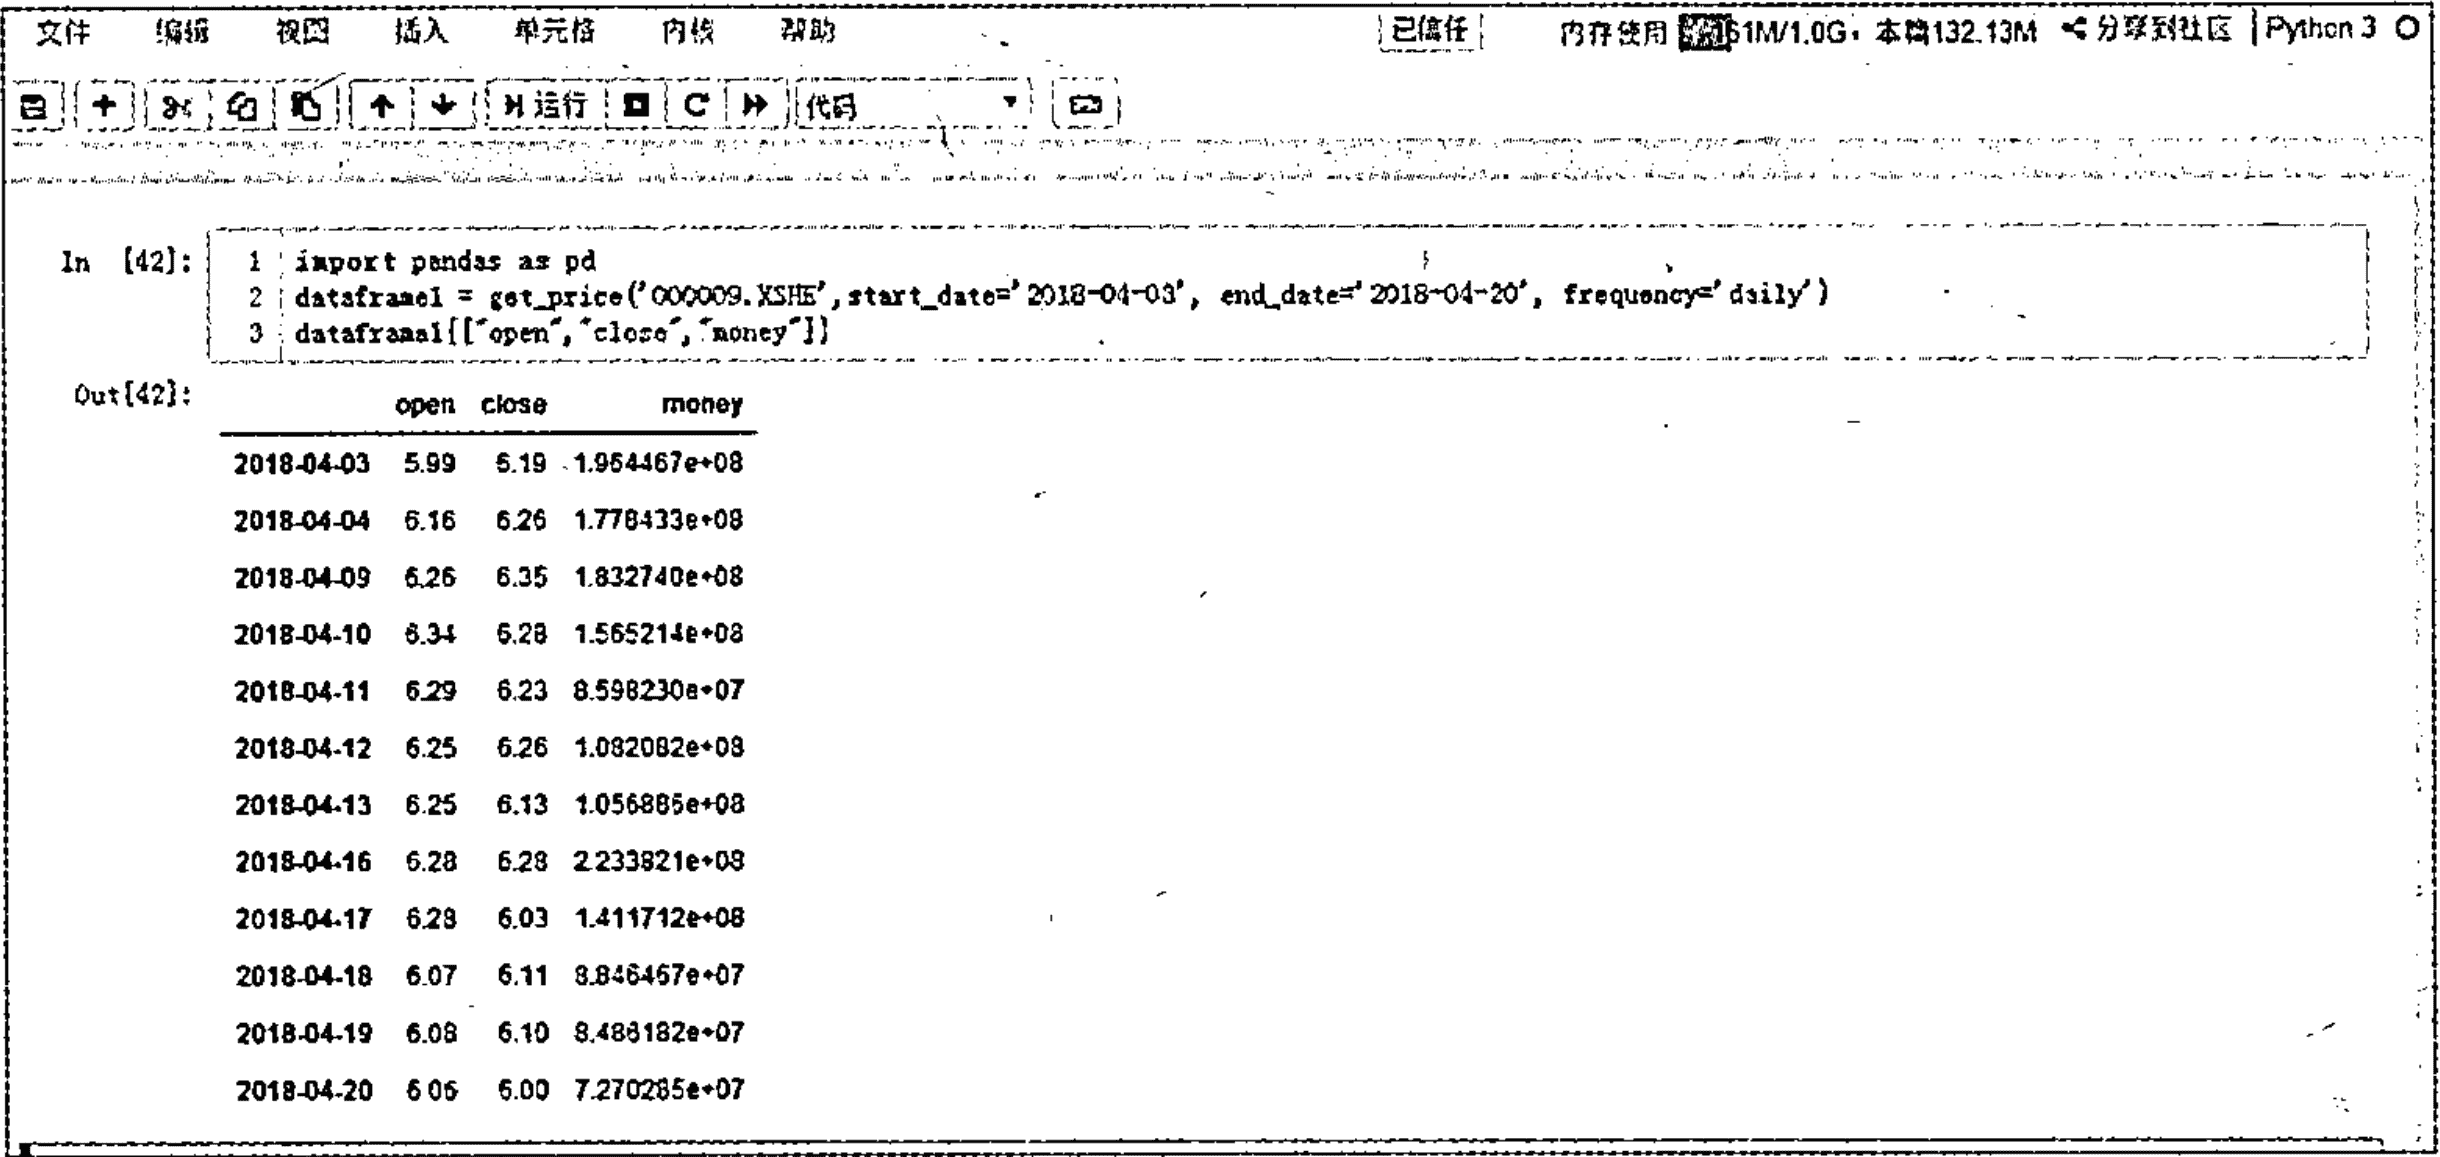 文件 编辑 视图 插入 单元格 内核 帮助 已信任 内存使用 61M/1.0G, 本篇132.13M 分享到社区 Python 3
运行 代码
In [42]: 1 import pandas as pd
2 dataframe1 = get_price('000009.XSHE',start_date='2018-04-03', end_date='2018-04-20', frequency='daily')
3 dataframe1[["open","close","money"]]
Out[42]:
open close money
2018-04-03 5.99 6.19 1.964467e+08
2018-04-04 6.16 6.26 1.778433e+08
2018-04-09 6.26 6.35 1.832740e+08
2018-04-10 6.34 6.28 1.565214e+08
2018-04-11 6.29 6.23 8.598230e+07
2018-04-12 6.25 6.26 1.082082e+08
2018-04-13 6.25 6.13 1.056886e+08
2018-04-16 6.28 6.28 2.233821e+08
2018-04-17 6.28 6.03 1.411712e+08
2018-04-18 6.07 6.11 8.846467e+07
2018-04-19 6.08 6.10 8.486182e+07
2018-04-20 6.06 6.00 7.270285e+07